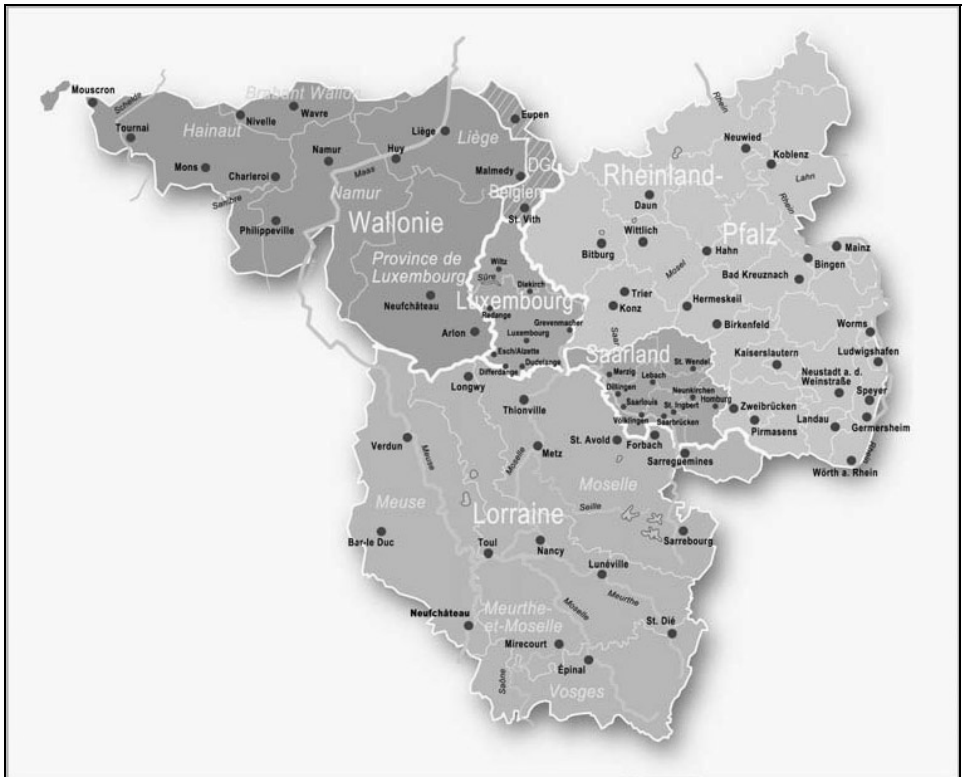 Mouscron
Schelde
Brabant Wallon
Wavre
Nivelle
Tournai
Hainaut
Liège
Liège
Eupen
Rhein
Neuwied
Koblenz
Lahn
Mons
Charleroi
Namur
Huy
Maas
Namur
Malmedy
DG
Belgien
St. Vith
Sambre
Philippeville
Wallonie
Rheinland-
Pfalz
Daun
Rhein
Wittlich
Bitburg
Hahn
Mosel
Mainz
Bingen
Bad Kreuznach
Province de
Luxembourg
Neufchâteau
Arlon
Wiltz
Sûre
Diekirch
Luxembourg
Redange
Grevenmacher
Luxembourg
Esch/Alzette
Dudelange
Differdange
Trier
Konz
Hermeskeil
Birkenfeld
Saar
Worms
Ludwigshafen
Kaiserslautern
Neustadt a. d.
Weinstraße
Speyer
Germersheim
Landau
Zweibrücken
Pirmasens
Wörth a. Rhein
Rhein
Saarland
St. Wendel
Merzig
Lebach
Dillingen
Neunkirchen
Homburg
Saarlouis
St. Ingbert
Völklingen
Saarbrücken
Longwy
Thionville
Verdun
Meuse
Moselle
Metz
St. Avold
Forbach
Sarreguemines
Meuse
Moselle
Seille
Lorraine
Bar-le Duc
Toul
Nancy
Sarrebourg
Lunéville
Meurthe
Moselle
Neufchâteau
Meurthe-
et-Moselle
St. Dié
Mirecourt
Épinal
Saône
Vosges